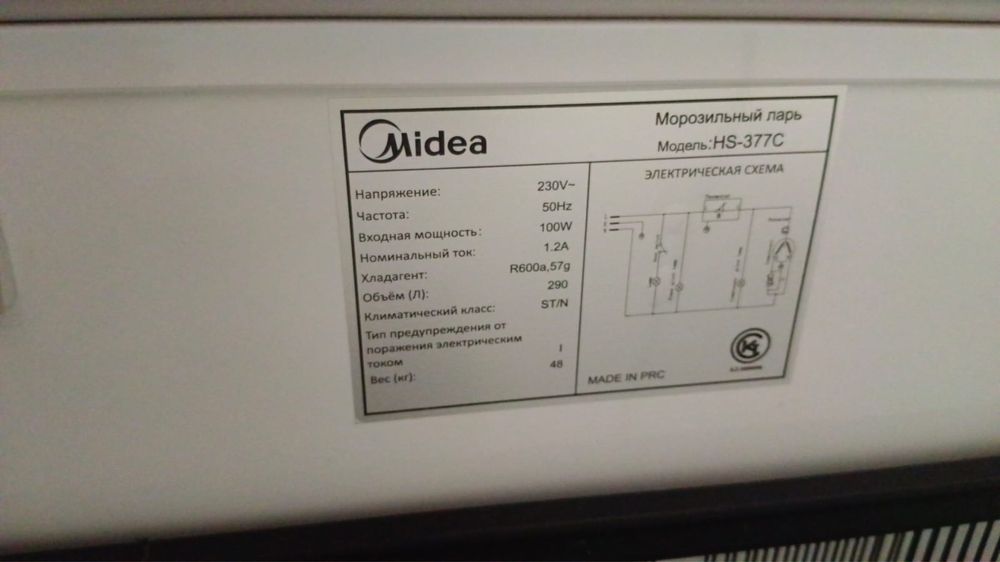 Midea
Морозильный ларь
Модель:HS-377C
Напряжение: 230V~
Частота: 50Hz
Входная мощность: 100W
Номинальный ток: 1.2A
Хладагент: R600a,57g
Объём (Л): 290
Климатический класс: ST/N
Тип предупреждения от
поражения электрическим
током I
Вес (кг): 48
ЭЛЕКТРИЧЕСКАЯ СХЕМА
MADE IN PRC